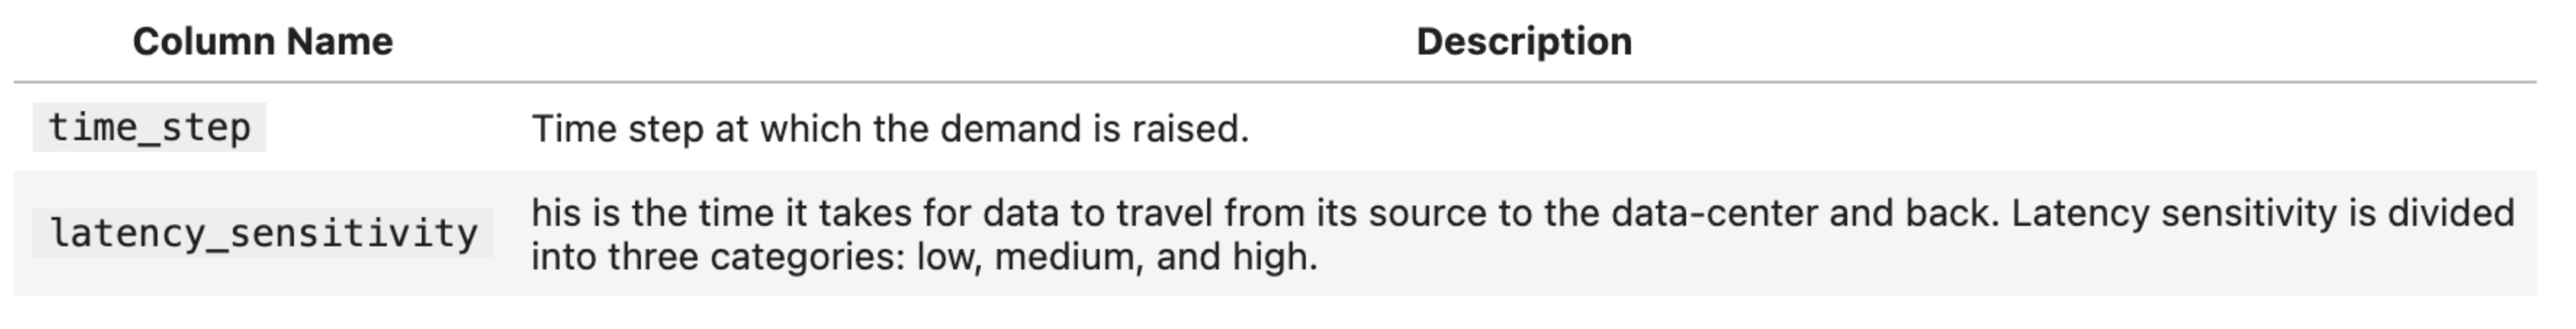 Column Name Description
time_step Time step at which the demand is raised.
latency_sensitivity his is the time it takes for data to travel from its source to the data-center and back. Latency sensitivity is divided
into three categories: low, medium, and high.